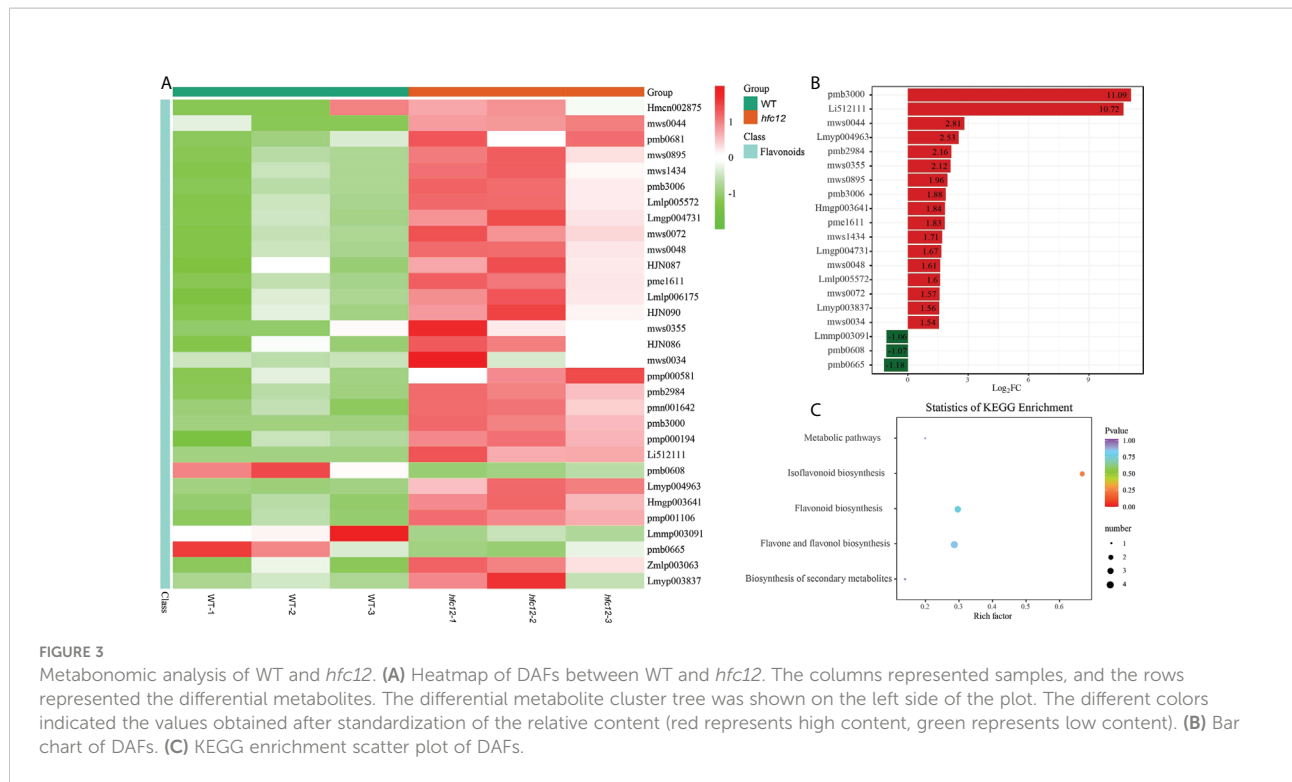 A
Group
Hmcn002875
mws0044
pmb0681
mws0895
mws1434
pmb3006
Lmlp005572
Lmgp004731
mws0072
mws0048
HJN087
pme1611
Lmlp006175
HJN090
mws0355
HJN086
mws0034
pmp000581
pmb2984
pmn001642
pmb3000
pmp000194
Li512111
pmb0608
Lmyp004963
Hmgp003641
pmp001106
Lmmp003091
pmb0665
Zmlp003063
Lmyp003837
Class
WT-1
WT-2
WT-3
hfc12-1
hfc12-2
hfc12-3
1
0
-1
Group
WT
hfc12
Class
Flavonoids
B
pmb3000 11.09
Li512111 10.72
mws0044 2.81
Lmyp004963 2.53
pmb2984 2.16
mws0355 2.12
mws0895 1.96
pmb3006 1.88
Hmgp003641 1.84
pme1611 1.83
mws1434 1.71
Lmgp004731 1.67
mws0048 1.61
Lmlp005572 1.6
mws0072 1.57
Lmyp003837 1.56
mws0034 1.54
Lmmp003091 -1.06
pmb0608 -1.07
pmb0665 -1.18
0 3 6 9
Log2FC
C
Statistics of KEGG Enrichment
Metabolic pathways
Isoflavonoid biosynthesis
Flavonoid biosynthesis
Flavone and flavonol biosynthesis
Biosynthesis of secondary metabolites
0.2 0.3 0.4 0.5 0.6
Rich factor
Pvalue
1.00
0.75
0.50
0.25
0.00
number
1
2
3
4
FIGURE 3
Metabonomic analysis of WT and hfc12. (A) Heatmap of DAFs between WT and hfc12. The columns represented samples, and the rows
represented the differential metabolites. The differential metabolite cluster tree was shown on the left side of the plot. The different colors
indicated the values obtained after standardization of the relative content (red represents high content, green represents low content). (B) Bar
chart of DAFs. (C) KEGG enrichment scatter plot of DAFs.